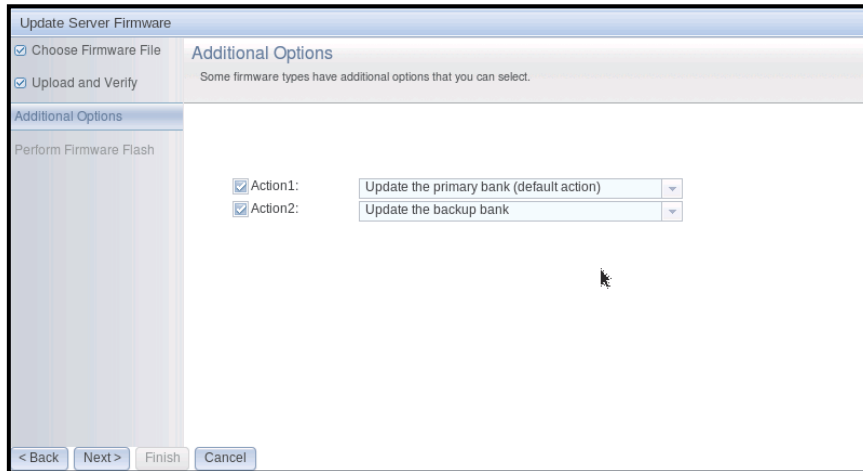 Update Server Firmware
Choose Firmware File
Upload and Verify
Additional Options
Perform Firmware Flash
Additional Options
Some firmware types have additional options that you can select.
Action1: Update the primary bank (default action)
Action2: Update the backup bank
< Back Next > Finish Cancel